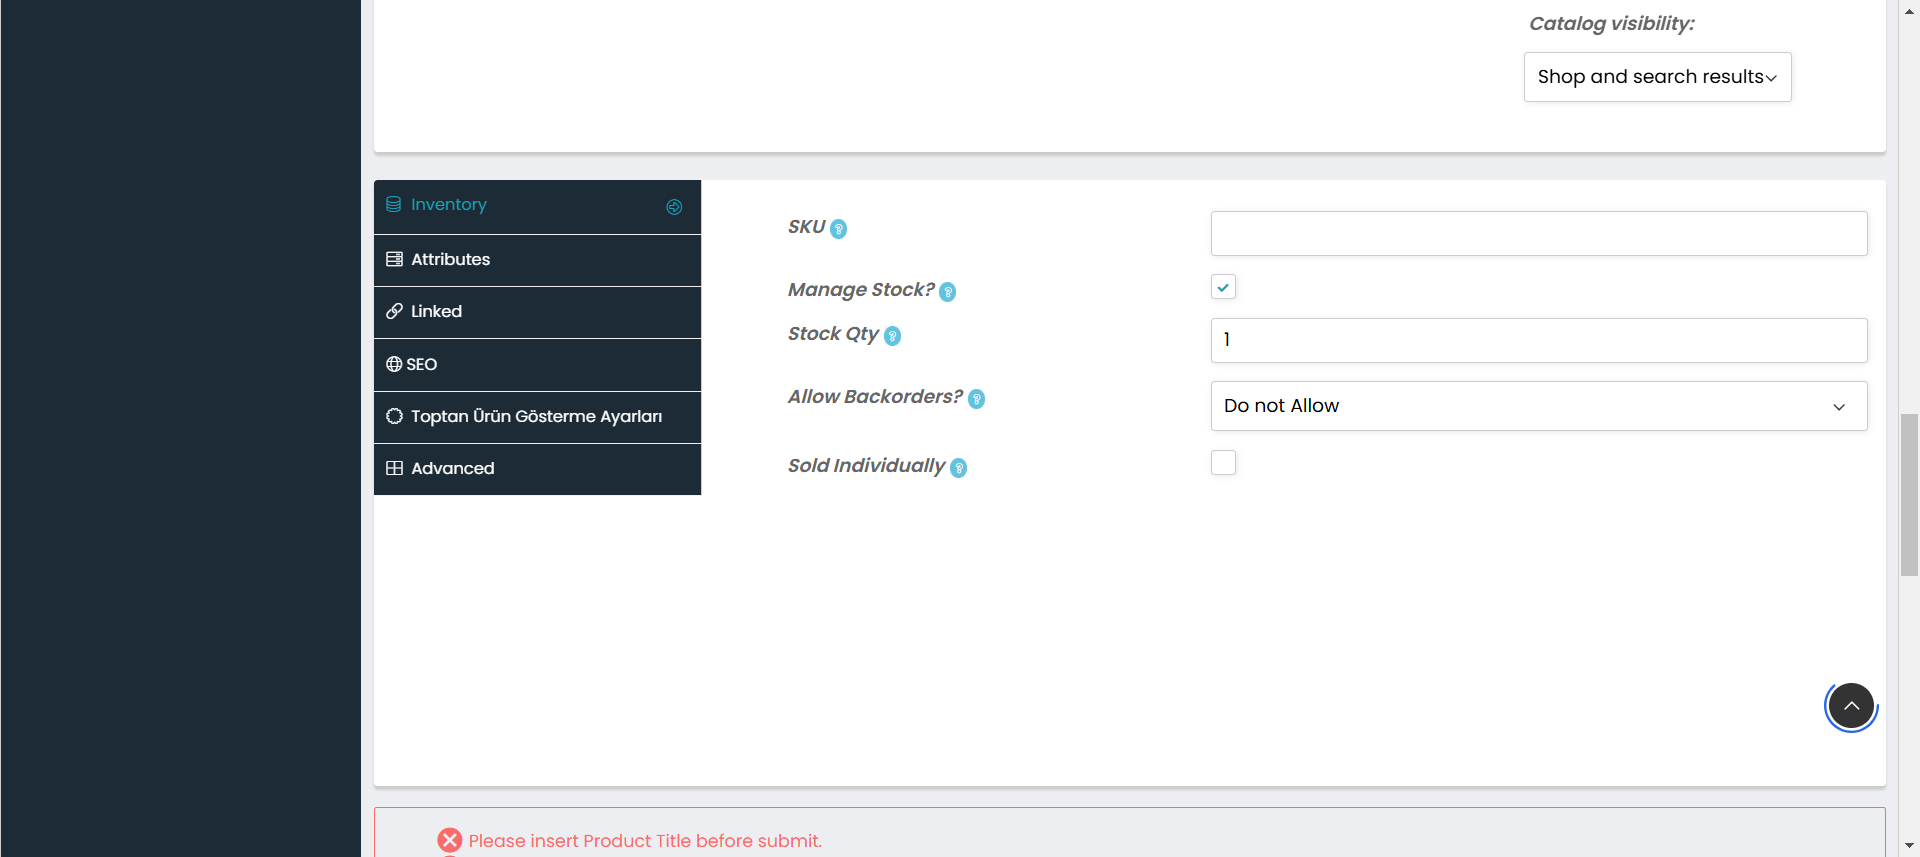 Catalog visibility:
Shop and search results
Inventory
Attributes
Linked
SEO
Toptan Ürün Gösterme Ayarları
Advanced
SKU ?
Manage Stock? ?
Stock Qty ?
1
Allow Backorders? ?
Do not Allow
Sold Individually ?
Please insert Product Title before submit.